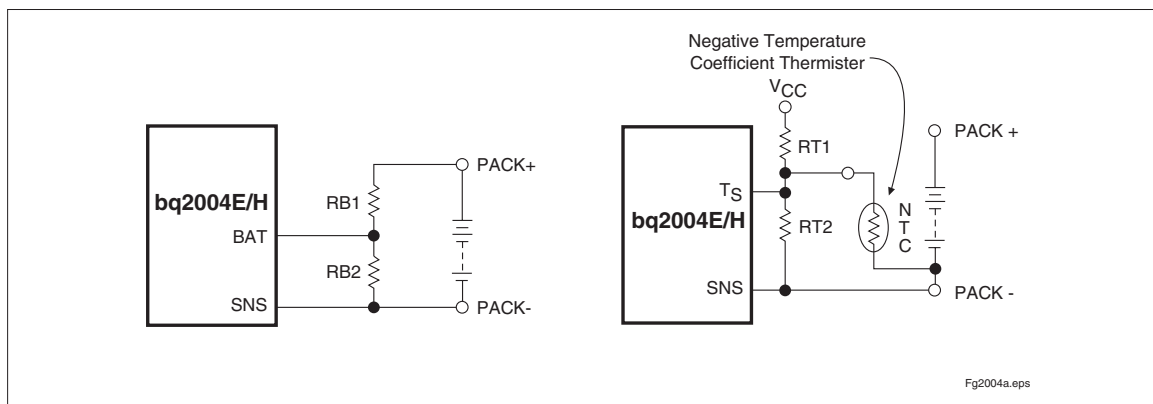 Negative Temperature
Coefficient Thermister
VCC
bq2004E/H
BAT
SNS
RB1
RB2
PACK+
PACK-
bq2004E/H
TS
SNS
RT1
RT2
N
T
C
PACK +
PACK -
Fg2004a.eps